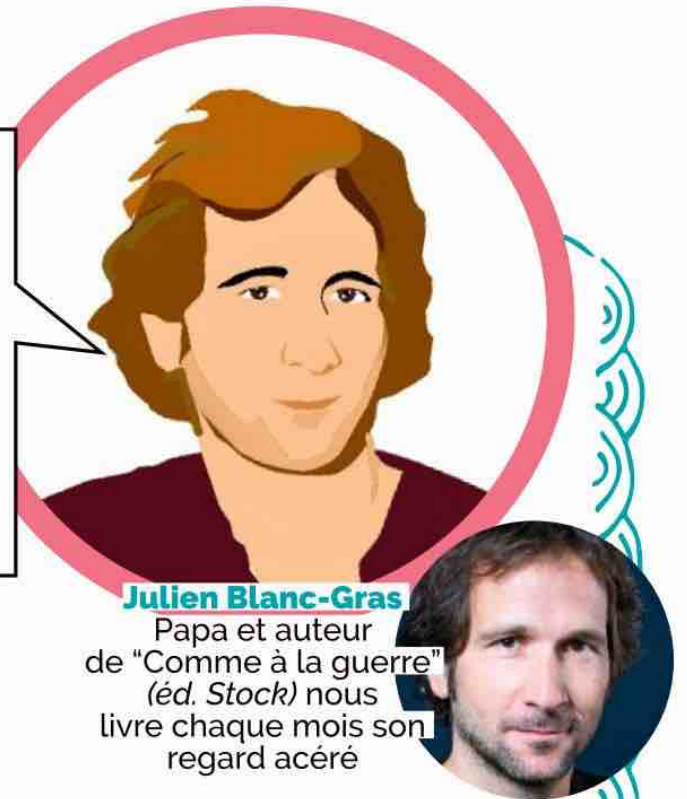 Julien Blanc-Gras
Papa et auteur
de “Comme à la guerre”
(éd. Stock) nous
livre chaque mois son
regard acéré